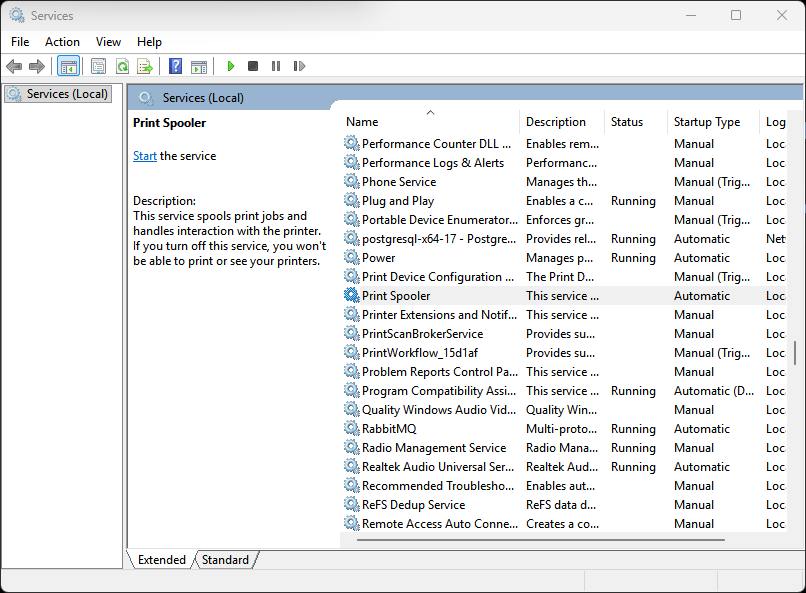 Services
File Action View Help
Services (Local)
Services (Local)
Print Spooler
Start the service
Description:
This service spools print jobs and
handles interaction with the printer.
If you turn off this service, you won't
be able to print or see your printers.
Name Description Status Startup Type Log
Performance Counter DLL ... Enables rem... Manual Loc
Performance Logs & Alerts Performanc... Manual Loc
Phone Service Manages th... Manual (Trig... Loc
Plug and Play Enables a c... Running Manual Loc
Portable Device Enumerator... Enforces gr... Manual (Trig... Loc
postgresql-x64-17 - Postgre... Provides rel... Running Automatic Net
Power Manages p... Running Automatic Loc
Print Device Configuration ... The Print D... Manual (Trig... Loc
Print Spooler This service ... Automatic Loc
Printer Extensions and Notif... This service ... Manual Loc
PrintScanBrokerService Provides su... Manual Loc
PrintWorkflow_15d1af Provides su... Manual (Trig... Loc
Problem Reports Control Pa... This service ... Manual Loc
Program Compatibility Assi... This service ... Running Automatic (D... Loc
Quality Windows Audio Vid... Quality Win... Manual Loc
RabbitMQ Multi-proto... Running Automatic Loc
Radio Management Service Radio Mana... Running Manual Loc
Realtek Audio Universal Ser... Realtek Aud... Running Automatic Loc
Recommended Troublesho... Enables aut... Manual Loc
ReFS Dedup Service ReFS data d... Manual Loc
Remote Access Auto Conne... Creates a co... Manual Loc
Extended Standard